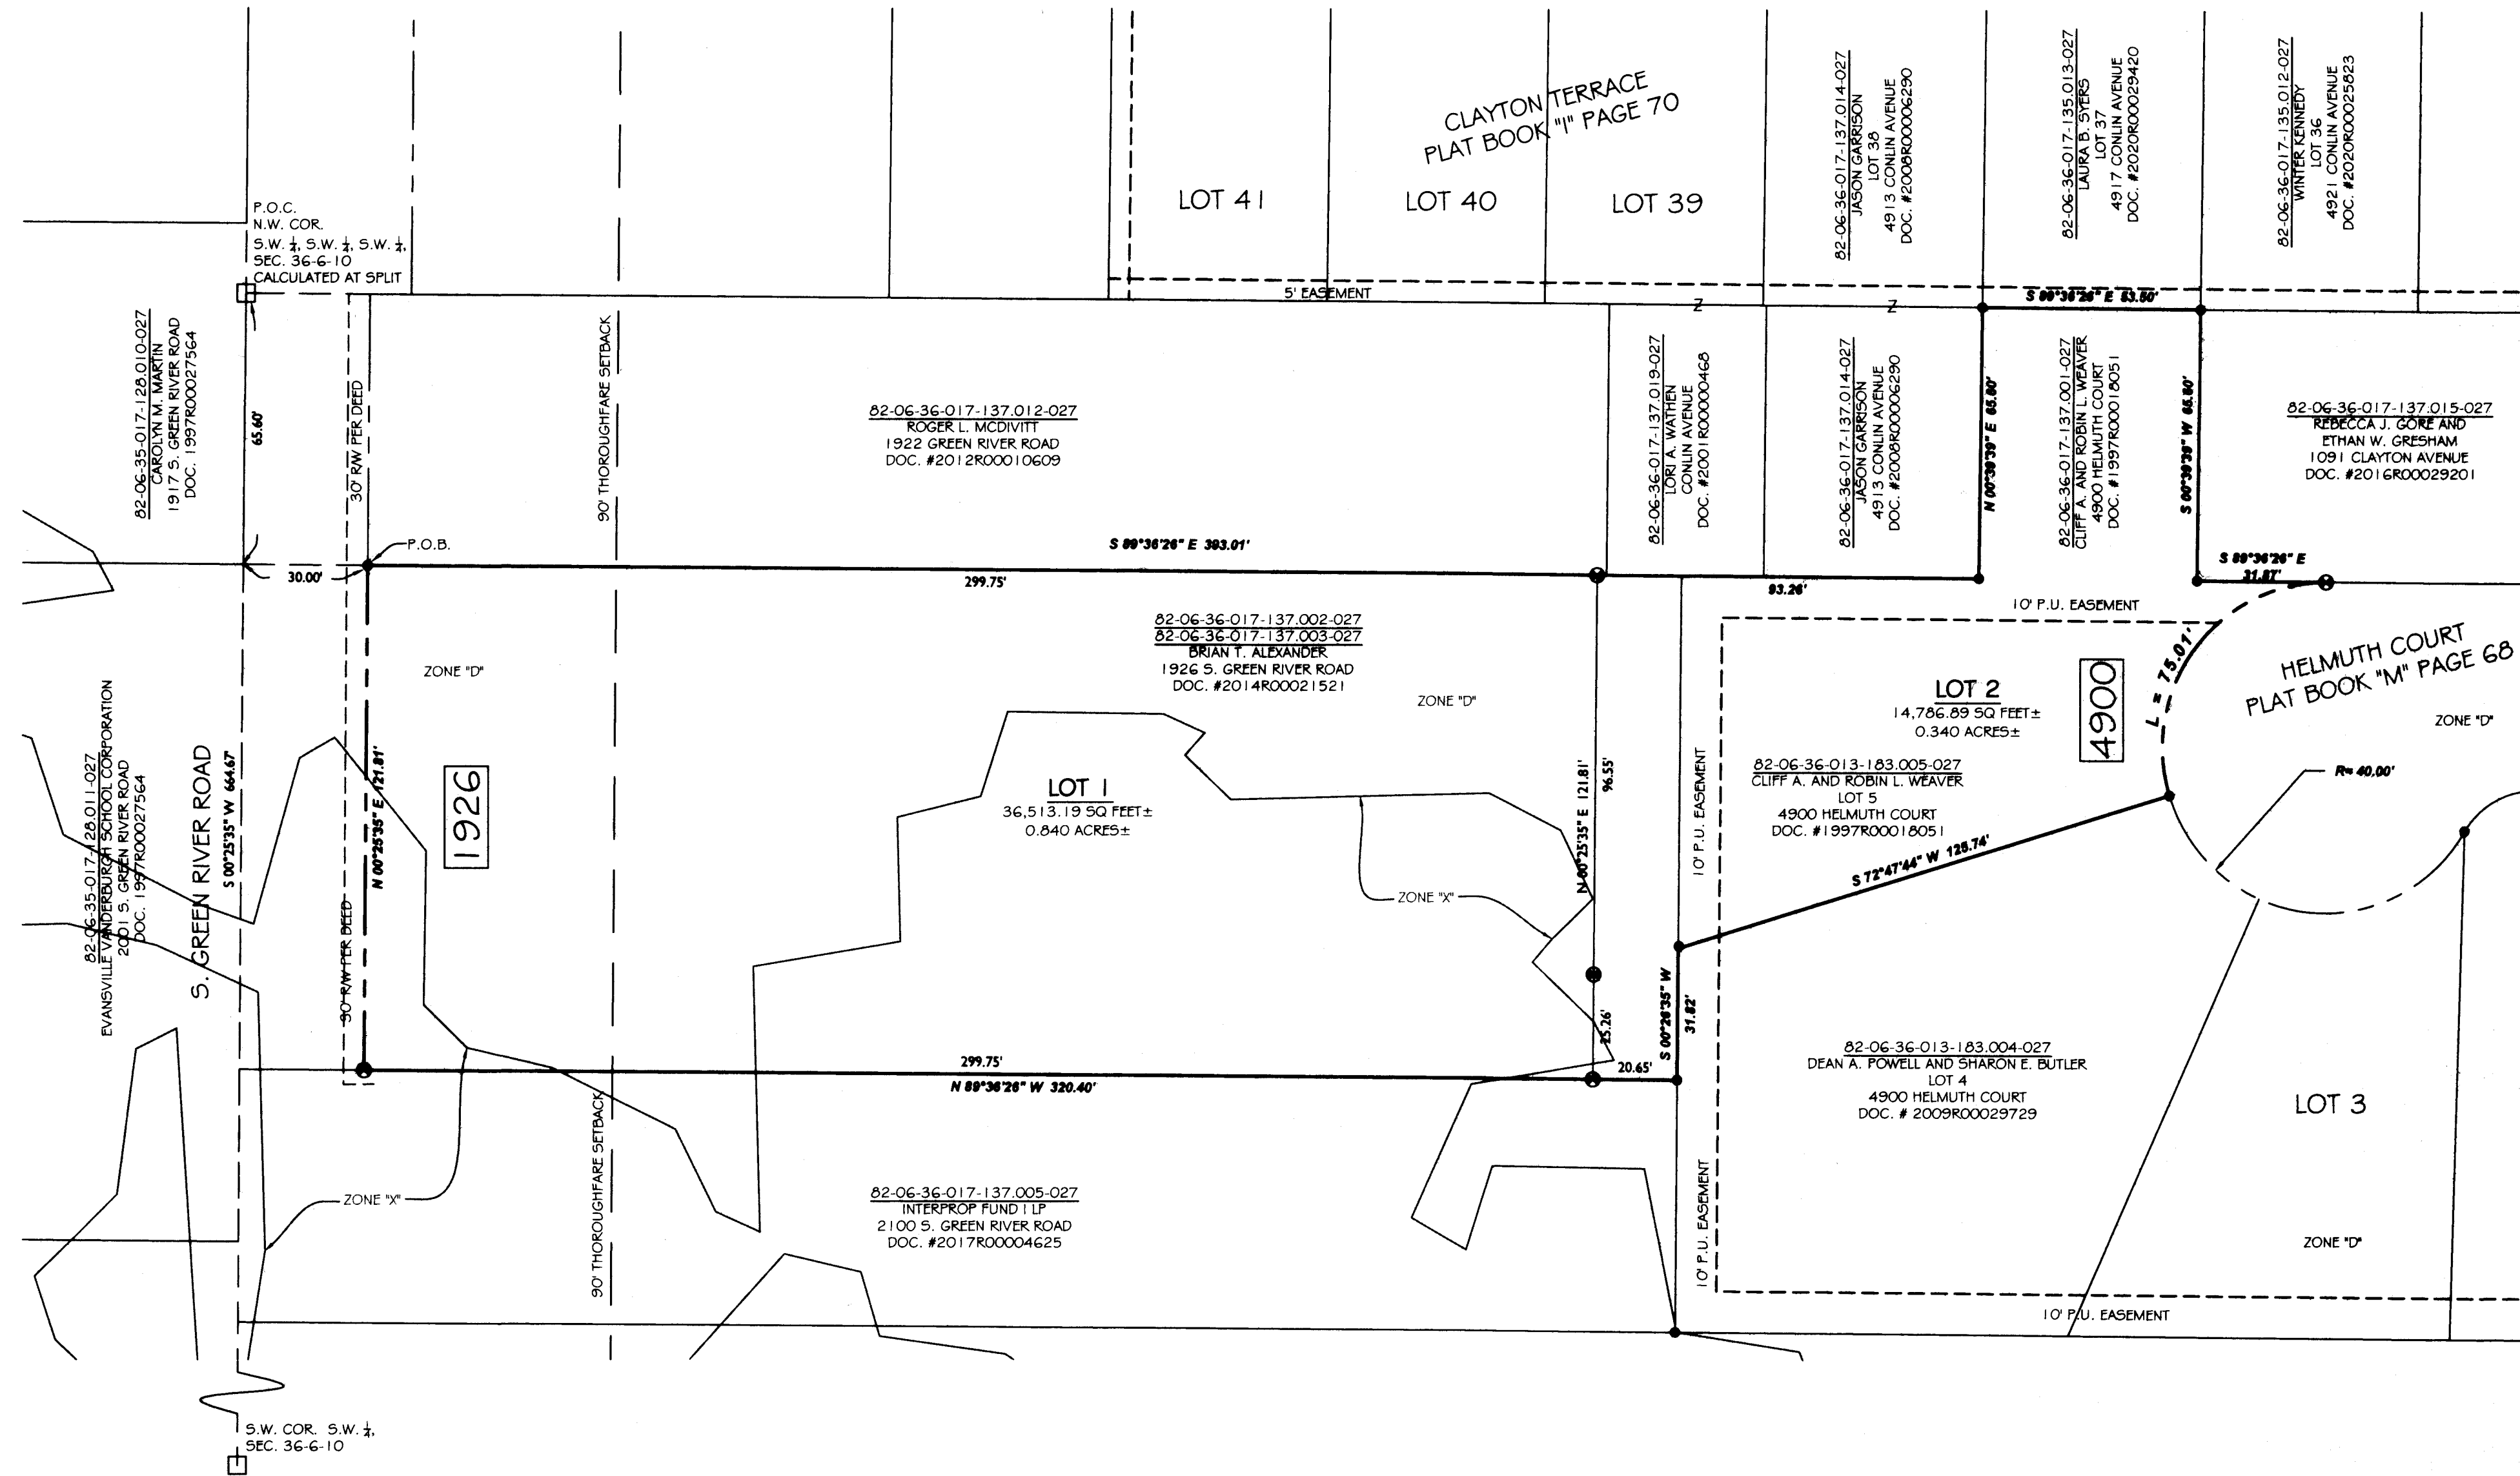 CLAYTON TERRACE
PLAT BOOK "I" PAGE 70
LOT 41
LOT 40
LOT 39
82-06-36-017-137.014-027
JASON GARRISON
LOT 38
4913 CONLIN AVENUE
DOC. #2008R00006290
82-06-36-017-135.013-027
LAURA B. SYERS
LOT 37
4917 CONLIN AVENUE
DOC. #2020R00029420
82-06-36-017-135.012-027
WINTER KENNEDY
LOT 36
4921 CONLIN AVENUE
DOC. #2020R00025823
P.O.C.
N.W. COR.
S.W. ¼, S.W. ¼, S.W. ¼,
SEC. 36-6-10
CALCULATED AT SPLIT
5' EASEMENT
Z
Z
S 89°36'26" E 53.50'
82-06-35-017-128.010-027
CAROLYN M. MARTIN
1917 S. GREEN RIVER ROAD
DOC. 1997R00027564
65.60'
30' R/W PER DEED
90' THOROUGHFARE SETBACK
82-06-36-017-137.012-027
ROGER L. MCDIVITT
1922 GREEN RIVER ROAD
DOC. #2012R00010609
82-06-36-017-137.019-027
LORI A. WATHEN
CONLIN AVENUE
DOC. #2001R00000468
82-06-36-017-137.014-027
JASON GARRISON
4913 CONLIN AVENUE
DOC. #2008R00006290
N 00°39'39" E 65.60'
82-06-36-017-137.001-027
CLIFF A. AND ROBIN L. WEAVER
4900 HELMUTH COURT
DOC. #1997R00018051
S 00°39'39" W 65.60'
82-06-36-017-137.015-027
REBECCA J. GORE AND
ETHAN W. GRESHAM
1091 CLAYTON AVENUE
DOC. #2016R00029201
P.O.B.
30.00'
S 89°36'26" E 393.01'
299.75'
93.26'
S 89°36'26" E
31.87'
10' P.U. EASEMENT
82-06-36-017-137.002-027
82-06-36-017-137.003-027
BRIAN T. ALEXANDER
1926 S. GREEN RIVER ROAD
DOC. #2014R00021521
ZONE "D"
ZONE "D"
L = 75.01'
HELMUTH COURT
PLAT BOOK "M" PAGE 68
ZONE "D"
R= 40.00'
LOT 2
14,786.89 SQ FEET±
0.340 ACRES±
4900
82-06-36-013-183.005-027
CLIFF A. AND ROBIN L. WEAVER
LOT 5
4900 HELMUTH COURT
DOC. #1997R00018051
10' P.U. EASEMENT
S 72°47'44" W 125.74'
82-06-35-017-128.011-027
EVANSVILLE VANDERBURGH SCHOOL CORPORATION
2001 S. GREEN RIVER ROAD
DOC. 1997R00027564
S. GREEN RIVER ROAD
S 00°25'35" W 664.67'
N 00°25'35" E 121.81'
30' R/W PER DEED
1926
LOT 1
36,513.19 SQ FEET±
0.840 ACRES±
N 00°25'35" E 121.81'
96.55'
ZONE "X"
25.26'
S 00°26'35" W
31.82'
20.65'
299.75'
N 89°36'26" W 320.40'
82-06-36-013-183.004-027
DEAN A. POWELL AND SHARON E. BUTLER
LOT 4
4900 HELMUTH COURT
DOC. # 2009R00029729
LOT 3
ZONE "X"
90' THOROUGHFARE SETBACK
82-06-36-017-137.005-027
INTERPROP FUND I LP
2100 S. GREEN RIVER ROAD
DOC. #2017R00004625
10' P.U. EASEMENT
ZONE "D"
10' P.U. EASEMENT
S.W. COR. S.W. ¼,
SEC. 36-6-10